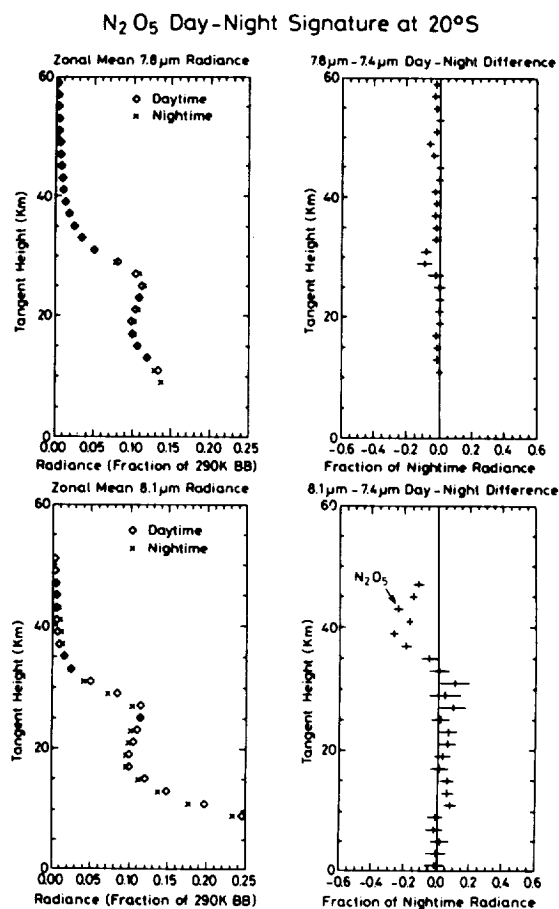 N2O5 Day-Night Signature at 20°S
Zonal Mean 7.8µm Radiance
60
40
20
0
Tangent Height (Km)
◇ Daytime
× Nightime
0.00 0.05 0.10 0.15 0.20 0.25
Radiance (Fraction of 290K BB)
7.8µm - 7.4µm Day-Night Difference
60
40
20
0
Tangent Height (Km)
-0.6 -0.4 -0.2 0.0 0.2 0.4 0.6
Fraction of Nightime Radiance
Zonal Mean 8.1µm Radiance
60
40
20
0
Tangent Height (Km)
◇ Daytime
× Nightime
0.00 0.05 0.10 0.15 0.20 0.25
Radiance (Fraction of 290K BB)
8.1µm - 7.4µm Day-Night Difference
60
40
20
0
Tangent Height (Km)
N2O5
-0.6 -0.4 -0.2 0.0 0.2 0.4 0.6
Fraction of Nightime Radiance